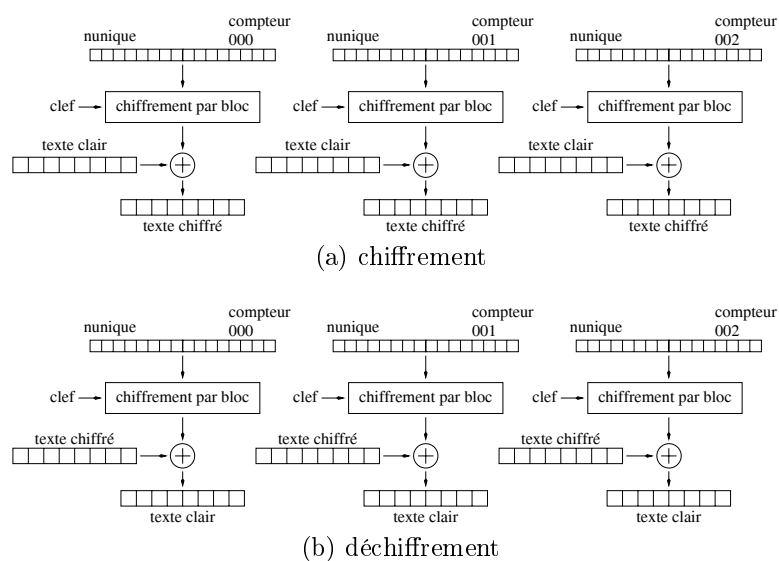 nunique compteur 000 nunique compteur 001 nunique compteur 002
clef chiffrement par bloc clef chiffrement par bloc clef chiffrement par bloc
texte clair texte clair texte clair
texte chiffré texte chiffré texte chiffré
(a) chiffrement
nunique compteur 000 nunique compteur 001 nunique compteur 002
clef chiffrement par bloc clef chiffrement par bloc clef chiffrement par bloc
texte chiffré texte chiffré texte chiffré
texte clair texte clair texte clair
(b) déchiffrement